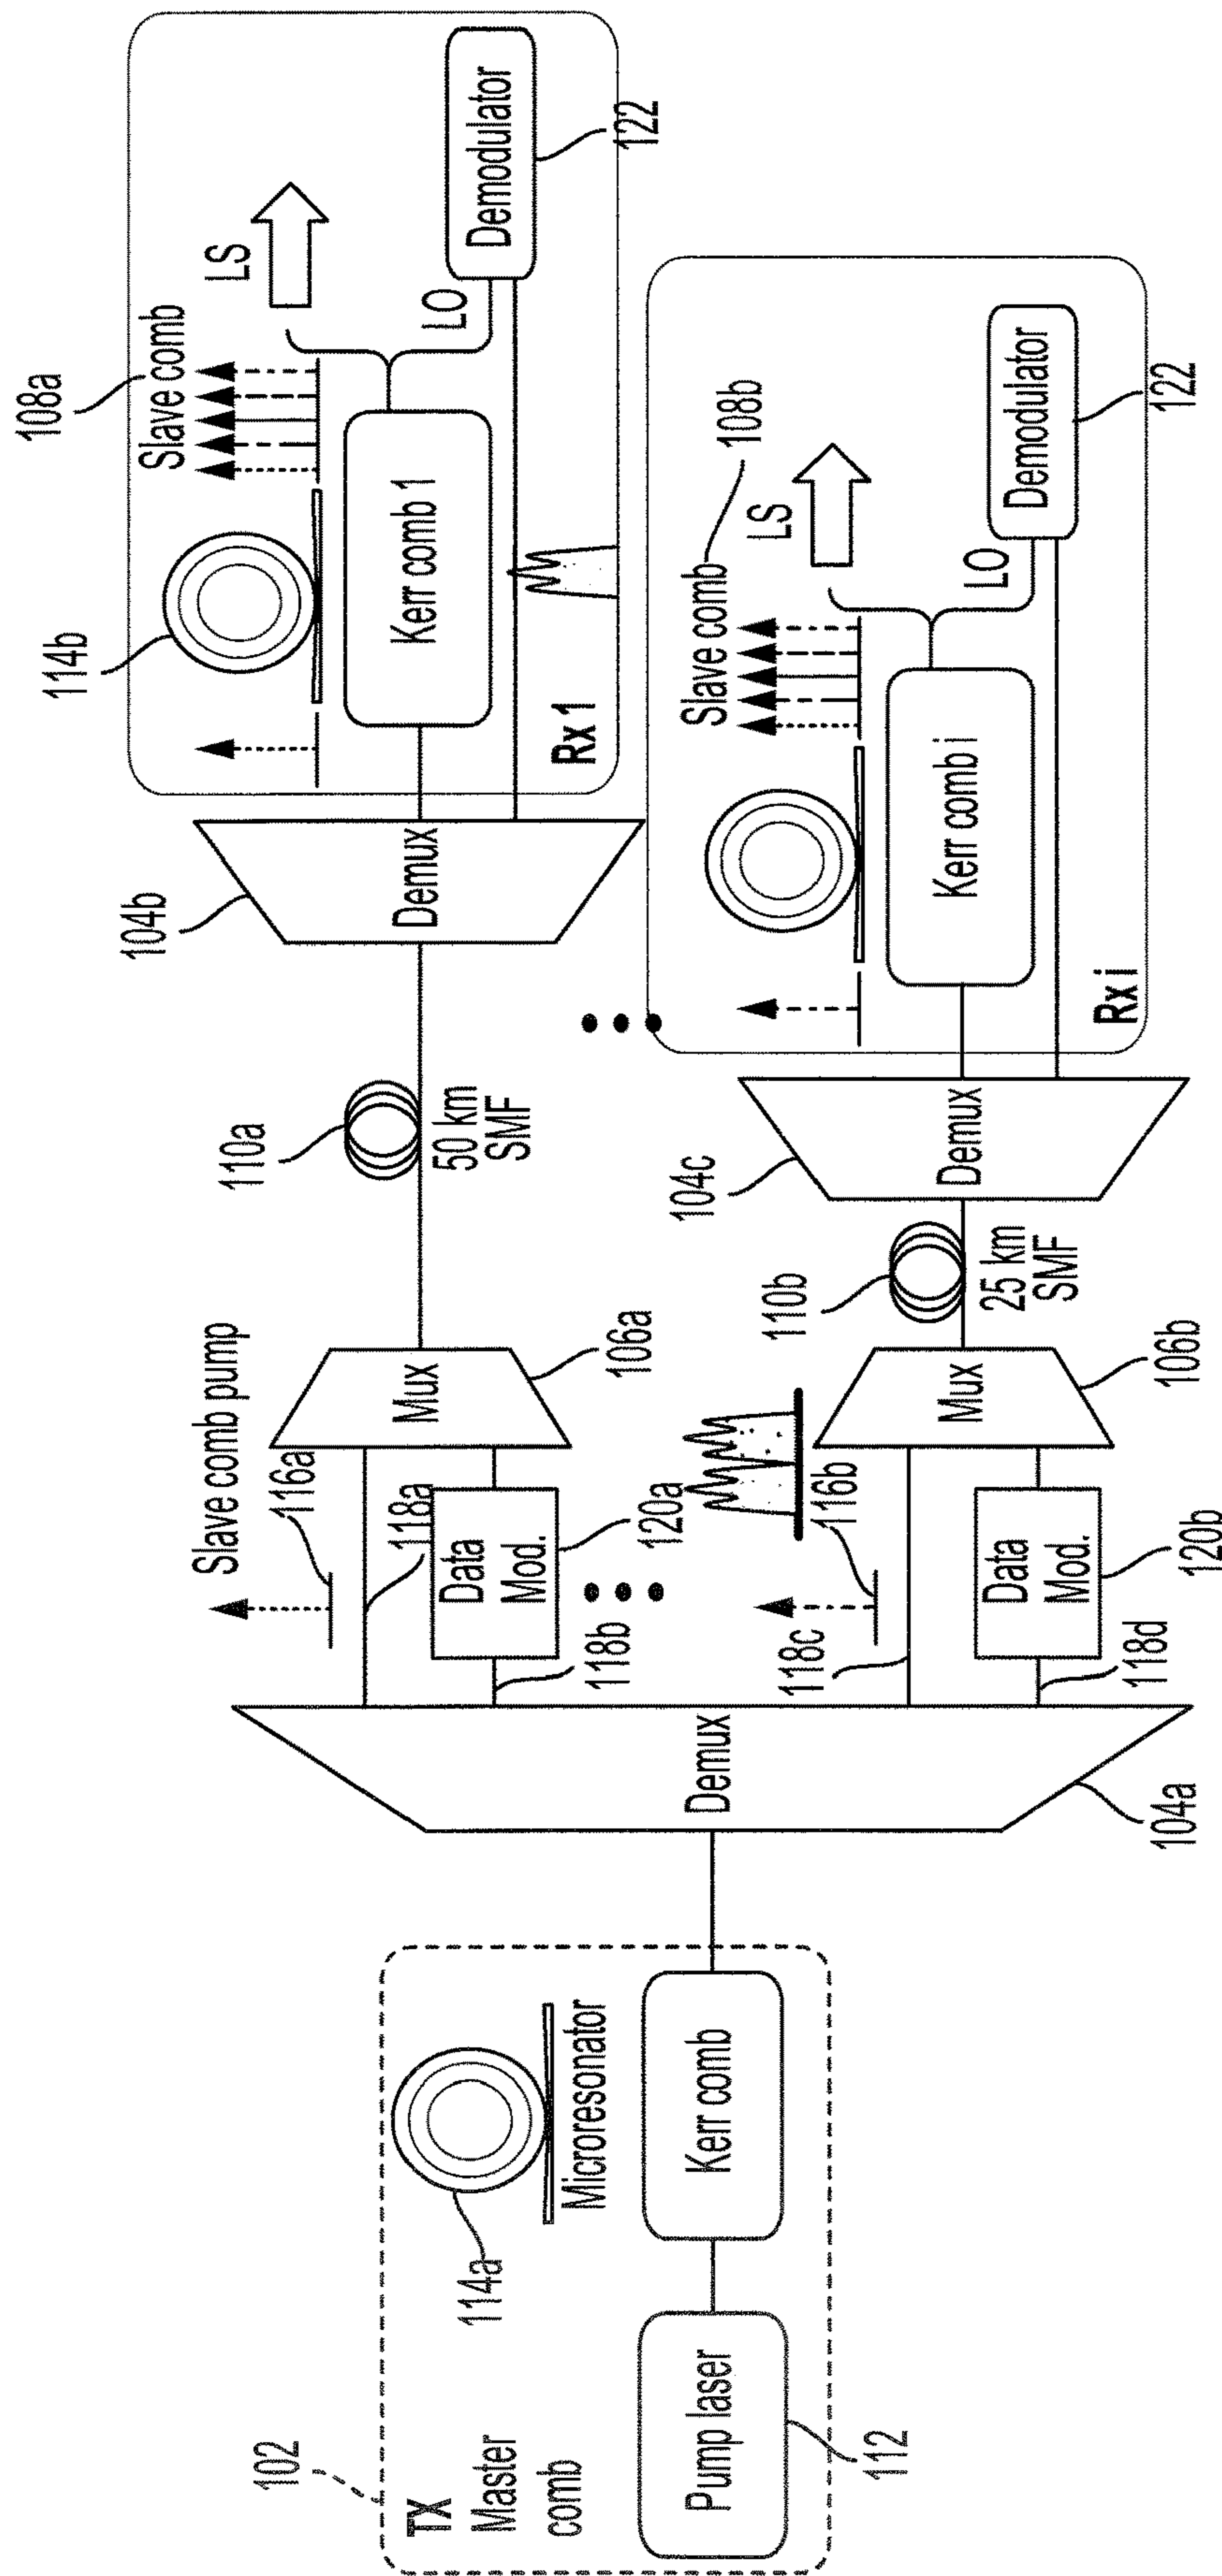 102
TX
Master
comb
114a
Microresonator
Pump laser
112
Kerr comb
Demux
104a
Slave comb pump
116a
118a
Data
Mod.
118b
120a
Mux
106a
116b
118c
Data
Mod.
118d
120b
Mux
106b
110a
50 km
SMF
110b
25 km
SMF
104b
Demux
104c
Demux
114b
108a
Slave comb
LS
Kerr comb 1
LO
Demodulator
122
Rx 1
Slave comb
108b
LS
Kerr comb i
LO
Demodulator
122
Rx i